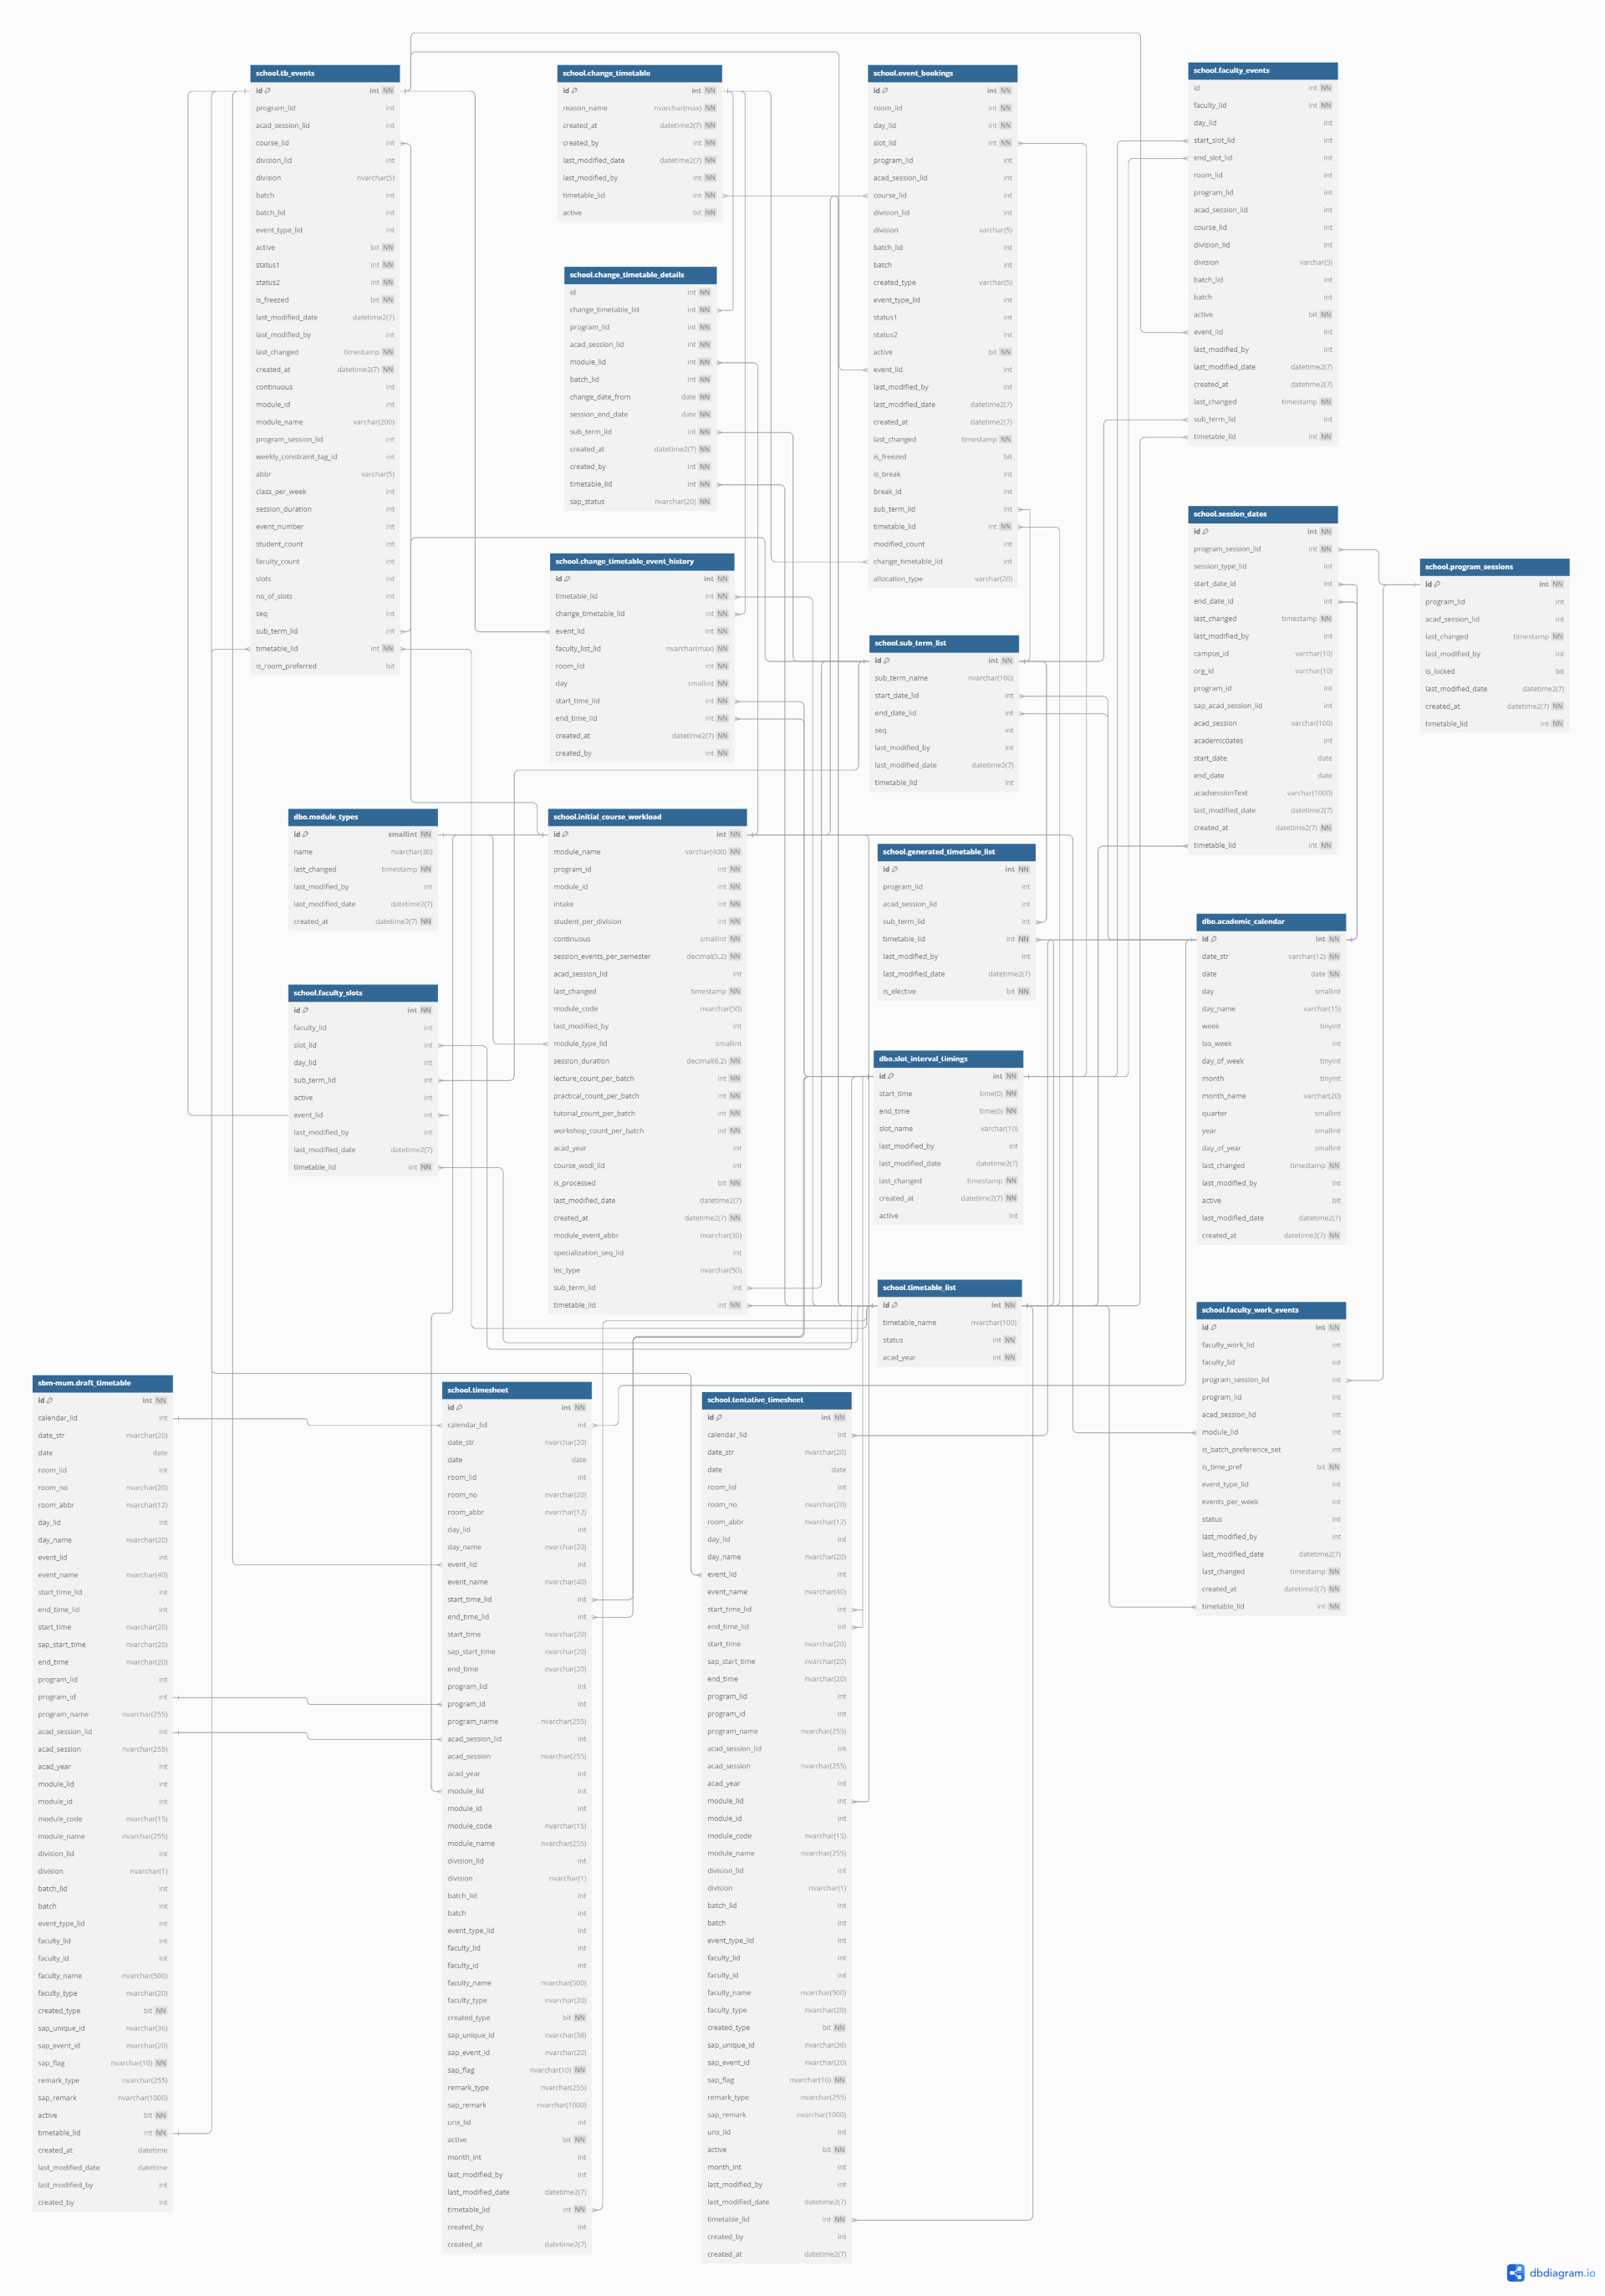 school.tb_events
id int NN
program_lid int
acad_session_lid int
course_lid int
division_lid int
division nvarchar(5)
batch int
batch_lid int
event_type_lid int
active bit NN
status1 int NN
status2 int NN
is_freezed bit NN
last_modified_date datetime2(7)
last_modified_by int
last_changed timestamp NN
created_at datetime2(7) NN
continuous int
module_id int
module_name varchar(200)
program_session_lid int
weekly_constraint_tag_id int
abbr varchar(5)
class_per_week int
session_duration int
event_number int
student_count int
faculty_count int
slots int
no_of_slots int
seq int
sub_term_lid int
timetable_lid int NN
is_room_preferred bit
school.change_timetable
id int NN
reason_name nvarchar(max) NN
created_at datetime2(7) NN
created_by int NN
last_modified_date datetime2(7) NN
last_modified_by int NN
timetable_lid int NN
active bit NN
school.event_bookings
id int NN
room_lid int NN
day_lid int NN
slot_lid int NN
program_lid int
acad_session_lid int
course_lid int
division_lid int
division varchar(5)
batch_lid int
batch int
created_type varchar(5)
event_type_lid int
status1 int
status2 int
active bit NN
event_lid int
last_modified_by int
last_modified_date datetime2(7)
created_at datetime2(7)
last_changed timestamp NN
is_freezed bit
is_break int
break_id int
sub_term_lid int
timetable_lid int NN
modified_count int
change_timetable_lid int
allocation_type varchar(20)
school.faculty_events
id int NN
faculty_lid int NN
day_lid int
start_slot_lid int
end_slot_lid int
room_lid int
program_lid int
acad_session_lid int
course_lid int
division_lid int
division varchar(5)
batch_lid int
batch int
active bit NN
event_lid int
last_modified_by int
last_modified_date datetime2(7)
created_at datetime2(7)
last_changed timestamp NN
sub_term_lid int
timetable_lid int NN
school.change_timetable_details
id int NN
change_timetable_lid int NN
program_lid int NN
acad_session_lid int NN
module_lid int NN
batch_lid int NN
change_date_from date NN
session_end_date date NN
sub_term_lid int NN
created_at datetime2(7) NN
created_by int NN
timetable_lid int NN
sap_status nvarchar(20) NN
school.session_dates
id int NN
program_session_lid int NN
session_type_lid int
start_date_id int
end_date_id int
last_changed timestamp NN
last_modified_by int
campus_id varchar(10)
org_id varchar(10)
program_id int
sap_acad_session_lid int
acad_session varchar(100)
academicdates int
start_date date
end_date date
acadsessionText varchar(1000)
last_modified_date datetime2(7)
created_at datetime2(7) NN
timetable_lid int NN
school.program_sessions
id int NN
program_lid int
acad_session_lid int
last_changed timestamp NN
last_modified_by int
is_locked bit
last_modified_date datetime2(7)
created_at datetime2(7) NN
timetable_lid int NN
school.change_timetable_event_history
id int NN
timetable_lid int NN
change_timetable_lid int NN
event_lid int NN
faculty_list_lid nvarchar(max) NN
room_lid int NN
day smallint NN
start_time_lid int NN
end_time_lid int NN
created_at datetime2(7) NN
created_by int NN
school.sub_term_list
id int NN
sub_term_name nvarchar(100)
start_date_lid int
end_date_lid int
seq int
last_modified_by int
last_modified_date datetime2(7)
timetable_lid int
dbo.module_types
id smallint NN
name nvarchar(30)
last_changed timestamp NN
last_modified_by int
last_modified_date datetime2(7)
created_at datetime2(7) NN
school.initial_course_workload
id int NN
module_name varchar(400) NN
program_id int NN
module_id int NN
intake int NN
student_per_division int NN
continuous smallint NN
session_events_per_semester decimal(5,2) NN
acad_session_lid int
last_changed timestamp NN
module_code nvarchar(50)
last_modified_by int
module_type_lid smallint
session_duration decimal(6,2) NN
lecture_count_per_batch int NN
practical_count_per_batch int NN
tutorial_count_per_batch int NN
workshop_count_per_batch int NN
acad_year int
course_wsdl_lid int
is_processed bit NN
last_modified_date datetime2(7)
created_at datetime2(7) NN
module_event_abbr nvarchar(30)
specialization_seq_lid int
lec_type nvarchar(50)
sub_term_lid int
timetable_lid int NN
school.generated_timetable_list
id int NN
program_lid int
acad_session_lid int
sub_term_lid int
timetable_lid int NN
last_modified_by int
last_modified_date datetime2(7)
is_elective bit NN
dbo.academic_calendar
id int NN
date_str varchar(12) NN
date date NN
day smallint
day_name varchar(15)
week tinyint
iso_week int
day_of_week tinyint
month tinyint
month_name varchar(20)
quarter smallint
year smallint
day_of_year smallint
last_changed timestamp NN
last_modified_by int
active bit
last_modified_date datetime2(7)
created_at datetime2(7) NN
school.faculty_slots
id int NN
faculty_lid int
slot_lid int
day_lid int
sub_term_lid int
active int
event_lid int
last_modified_by int
last_modified_date datetime2(7)
timetable_lid int NN
dbo.slot_interval_timings
id int NN
start_time time(0) NN
end_time time(0) NN
slot_name varchar(10)
last_modified_by int
last_modified_date datetime2(7)
last_changed timestamp NN
created_at datetime2(7) NN
active int
school.timetable_list
id int NN
timetable_name nvarchar(100)
status int NN
acad_year int NN
school.faculty_work_events
id int NN
faculty_work_lid int
faculty_lid int
program_session_lid int
program_lid int
acad_session_lid int
module_lid int
is_batch_preference_set int
is_time_pref bit NN
event_type_lid int
events_per_week int
status int
last_modified_by int
last_modified_date datetime2(7)
last_changed timestamp NN
created_at datetime2(7) NN
timetable_lid int NN
sbm-mum.draft_timetable
id int NN
calendar_lid int
date_str nvarchar(20)
date date
room_lid int
room_no nvarchar(20)
room_abbr nvarchar(12)
day_lid int
day_name nvarchar(20)
event_lid int
event_name nvarchar(40)
start_time_lid int
end_time_lid int
start_time nvarchar(20)
sap_start_time nvarchar(20)
end_time nvarchar(20)
program_lid int
program_id int
program_name nvarchar(255)
acad_session_lid int
acad_session nvarchar(255)
acad_year int
module_lid int
module_id int
module_code nvarchar(15)
module_name nvarchar(255)
division_lid int
division nvarchar(1)
batch_lid int
batch int
event_type_lid int
faculty_lid int
faculty_id int
faculty_name nvarchar(500)
faculty_type nvarchar(20)
created_type bit NN
sap_unique_id nvarchar(36)
sap_event_id nvarchar(20)
sap_flag nvarchar(10) NN
remark_type nvarchar(255)
sap_remark nvarchar(1000)
active bit NN
timetable_lid int NN
created_at datetime
last_modified_date datetime
last_modified_by int
created_by int
school.timesheet
id int NN
calendar_lid int
date_str nvarchar(20)
date date
room_lid int
room_no nvarchar(20)
room_abbr nvarchar(12)
day_lid int
day_name nvarchar(20)
event_lid int
event_name nvarchar(40)
start_time_lid int
end_time_lid int
start_time nvarchar(20)
sap_start_time nvarchar(20)
end_time nvarchar(20)
program_lid int
program_id int
program_name nvarchar(255)
acad_session_lid int
acad_session nvarchar(255)
acad_year int
module_lid int
module_id int
module_code nvarchar(15)
module_name nvarchar(255)
division_lid int
division nvarchar(1)
batch_lid int
batch int
event_type_lid int
faculty_lid int
faculty_id int
faculty_name nvarchar(500)
faculty_type nvarchar(20)
created_type bit NN
sap_unique_id nvarchar(36)
sap_event_id nvarchar(20)
sap_flag nvarchar(10) NN
remark_type nvarchar(255)
sap_remark nvarchar(1000)
unx_lid int
active bit NN
month_int int
last_modified_by int
last_modified_date datetime2(7)
timetable_lid int NN
created_by int
created_at datetime2(7)
school.tentative_timesheet
id int NN
calendar_lid int
date_str nvarchar(20)
date date
room_lid int
room_no nvarchar(20)
room_abbr nvarchar(12)
day_lid int
day_name nvarchar(20)
event_lid int
event_name nvarchar(40)
start_time_lid int
end_time_lid int
start_time nvarchar(20)
sap_start_time nvarchar(20)
end_time nvarchar(20)
program_lid int
program_id int
program_name nvarchar(255)
acad_session_lid int
acad_session nvarchar(255)
acad_year int
module_lid int
module_id int
module_code nvarchar(15)
module_name nvarchar(255)
division_lid int
division nvarchar(1)
batch_lid int
batch int
event_type_lid int
faculty_lid int
faculty_id int
faculty_name nvarchar(500)
faculty_type nvarchar(20)
created_type bit NN
sap_unique_id nvarchar(36)
sap_event_id nvarchar(20)
sap_flag nvarchar(10) NN
remark_type nvarchar(255)
sap_remark nvarchar(1000)
unx_lid int
active bit NN
month_int int
last_modified_by int
last_modified_date datetime2(7)
timetable_lid int NN
created_by int
created_at datetime2(7)
dbdiagram.io